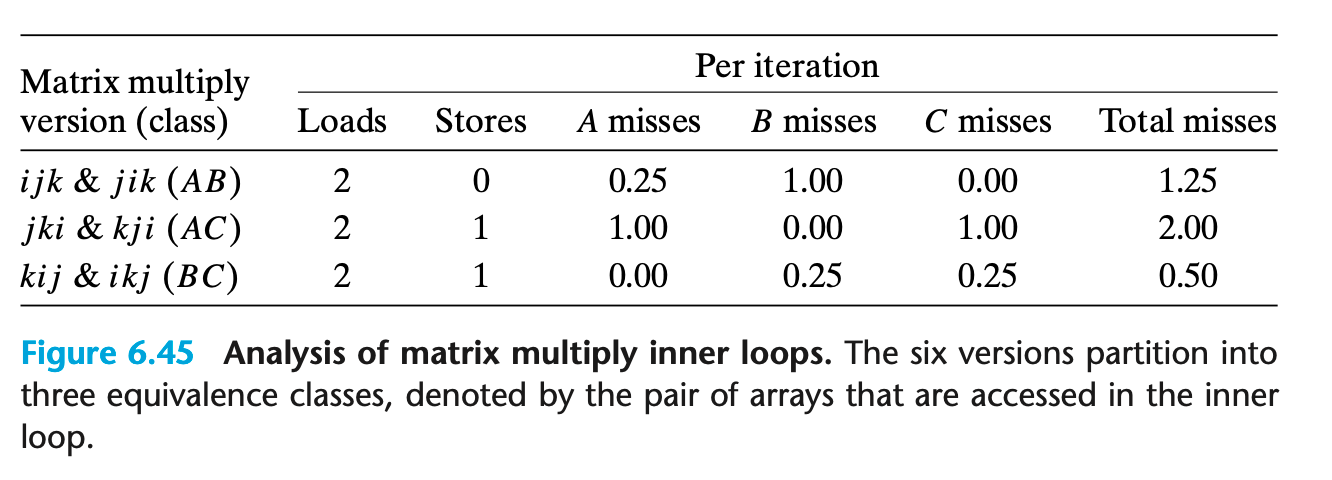 Per iteration
Matrix multiply
version (class) Loads Stores A misses B misses C misses Total misses
ijk & jik (AB) 2 0 0.25 1.00 0.00 1.25
jki & kji (AC) 2 1 1.00 0.00 1.00 2.00
kij & ikj (BC) 2 1 0.00 0.25 0.25 0.50
Figure 6.45 Analysis of matrix multiply inner loops. The six versions partition into
three equivalence classes, denoted by the pair of arrays that are accessed in the inner
loop.